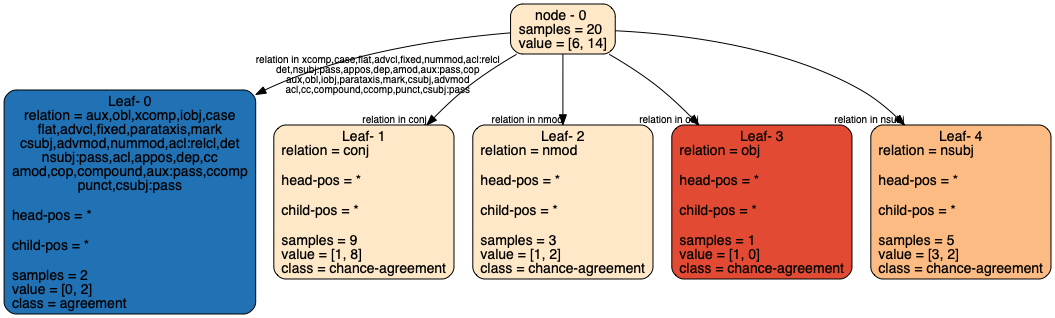 node - 0
samples = 20
value = [6, 14]
relation in xcomp,case,flat,advcl,fixed,nummod,acl:relcl
det,nsubj:pass,appos,dep,amod,aux:pass,cop
aux,obl,iobj,parataxis,mark,csubj,advmod
acl,cc,compound,ccomp,punct,csubj:pass
relation in conj
relation in nmod
relation in obj
relation in nsubj
Leaf- 0
relation = aux,obl,xcomp,iobj,case
flat,advcl,fixed,parataxis,mark
csubj,advmod,nummod,acl:relcl,det
nsubj:pass,acl,appos,dep,cc
amod,cop,compound,aux:pass,ccomp
punct,csubj:pass
head-pos = *
child-pos = *
samples = 2
value = [0, 2]
class = agreement
Leaf- 1
relation = conj
head-pos = *
child-pos = *
samples = 9
value = [1, 8]
class = chance-agreement
Leaf- 2
relation = nmod
head-pos = *
child-pos = *
samples = 3
value = [1, 2]
class = chance-agreement
Leaf- 3
relation = obj
head-pos = *
child-pos = *
samples = 1
value = [1, 0]
class = chance-agreement
Leaf- 4
relation = nsubj
head-pos = *
child-pos = *
samples = 5
value = [3, 2]
class = chance-agreement